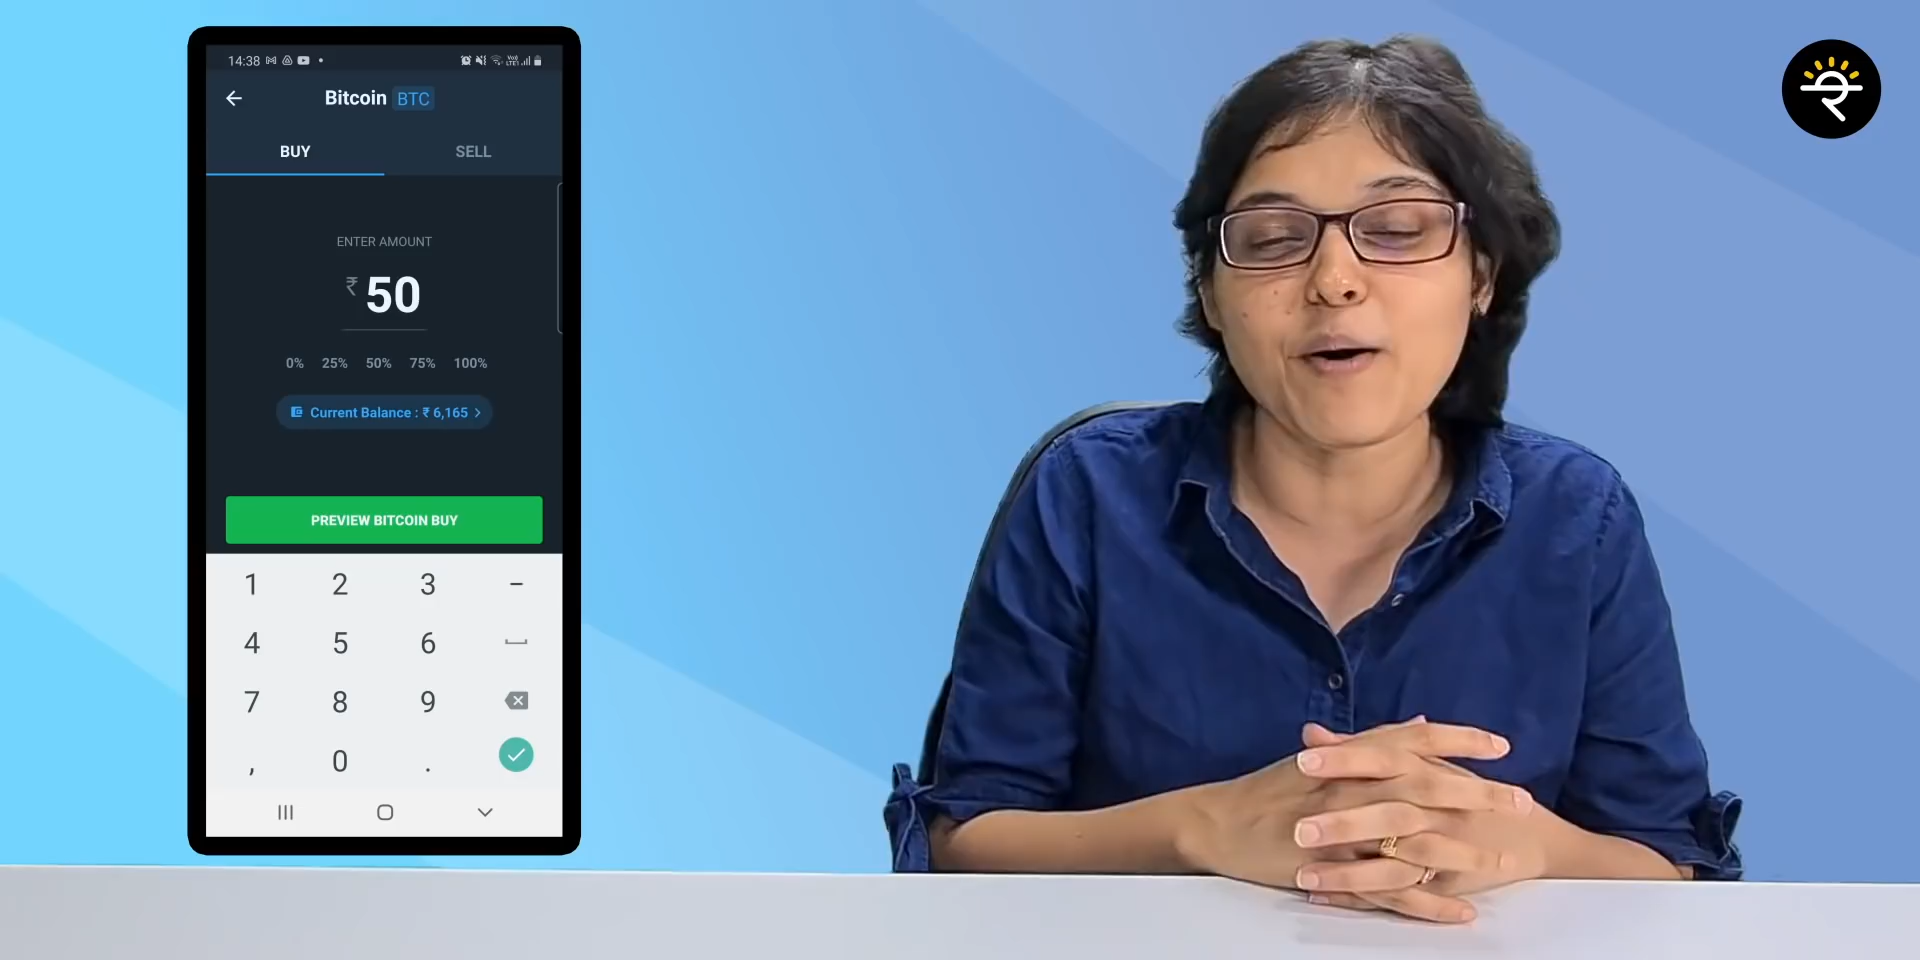 14:38
Bitcoin BTC
BUY SELL
ENTER AMOUNT
₹ 50
0% 25% 50% 75% 100%
Current Balance : ₹ 6,165 >
PREVIEW BITCOIN BUY
1 2 3 -
4 5 6
7 8 9
, 0 .